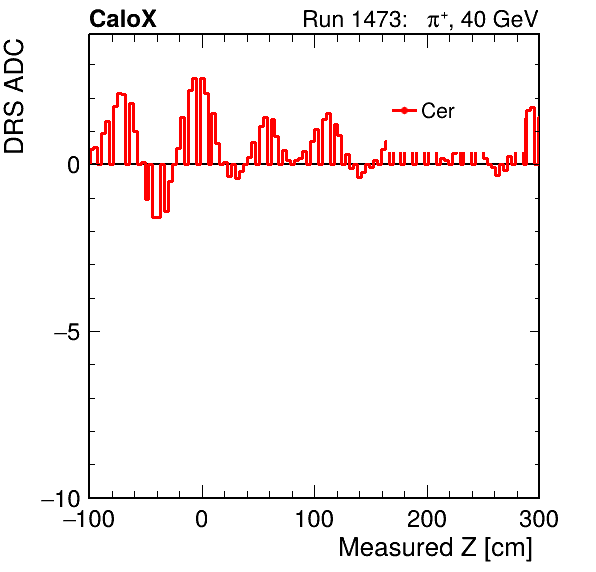 CaloX Run 1473: π⁺, 40 GeV
DRS ADC
Cer
0
−5
−10
−100 0 100 200 300
Measured Z [cm]